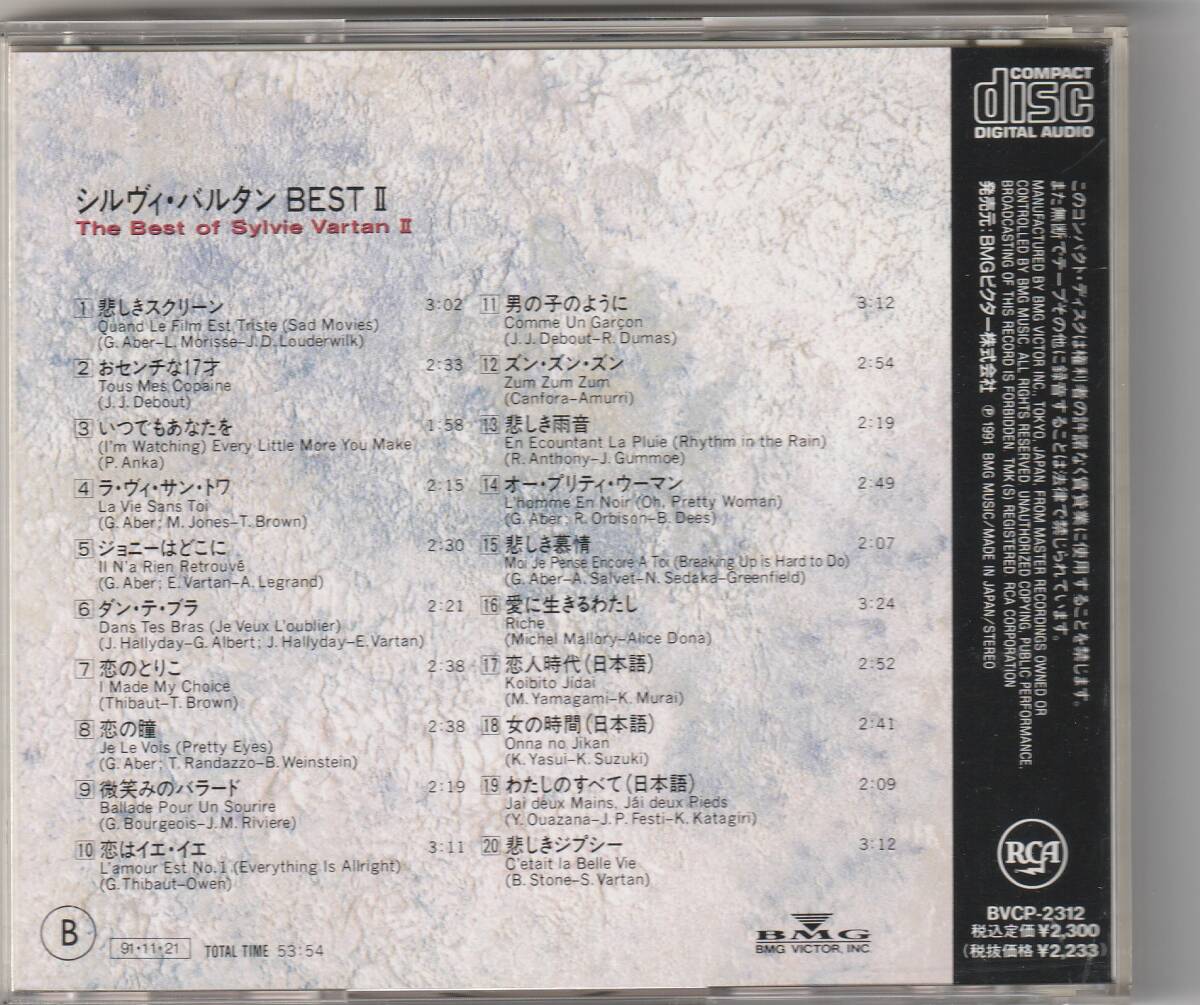 シルヴィ・バルタン BEST Ⅱ
The Best of Sylvie Vartan Ⅱ
1 悲しきスクリーン 3:02
Quand Le Film Est Triste (Sad Movies)
(G. Aber–L. Morisse–J.D. Louderwilk)
2 おセンチな17才 2:33
Tous Mes Copaine
(J.J. Debout)
3 いつでもあなたを 1:58
(I'm Watching) Every Little More You Make
(P. Anka)
4 ラ・ヴィ・サン・トワ 2:15
La Vie Sans Toi
(G. Aber; M. Jones–T. Brown)
5 ジョニーはどこに 2:30
Il N'a Rien Retrouvé
(G. Aber; E. Vartan–A. Legrand)
6 ダン・テ・ブラ 2:21
Dans Tes Bras (Je Veux L'oublier)
(J. Hallyday–G. Albert; J. Hallyday–E. Vartan)
7 恋のとりこ 2:38
I Made My Choice
(Thibaut–T. Brown)
8 恋の瞳 2:38
Je Le Vois (Pretty Eyes)
(G. Aber; T. Randazzo–B. Weinstein)
9 微笑みのバラード 2:19
Ballade Pour Un Sourire
(G. Bourgeois–J.M. Riviere)
10 恋はイエ・イエ 3:11
L'amour Est No.1 (Everything Is Allright)
(G. Thibaut–Owen)
11 男の子のように 3:12
Comme Un Garçon
(J.J. Debout–R. Dumas)
12 ズン・ズン・ズン 2:54
Zum Zum Zum
(Canfora–Amurri)
13 悲しき雨音 2:19
En Ecountant La Pluie (Rhythm in the Rain)
(R. Anthony–J. Gummoe)
14 オー・プリティ・ウーマン 2:49
L'homme En Noir (Oh, Pretty Woman)
(G. Aber; R. Orbison–B. Dees)
15 悲しき慕情 2:07
Moi Je Pense Encore A Toi (Breaking Up is Hard to Do)
(G. Aber–A. Salvet–N. Sedaka–Greenfield)
16 愛に生きるわたし 3:24
Riche
(Michel Mallory–Alice Dona)
17 恋人時代(日本語) 2:52
Koibito Jidai
(M. Yamagami–K. Murai)
18 女の時間(日本語) 2:41
Onna no Jikan
(K. Yasui–K. Suzuki)
19 わたしのすべて(日本語) 2:09
Jai deux Mains, Jái deux Pieds
(Y. Ouazana–J.P. Festi–K. Katagiri)
20 悲しきジプシー 3:12
C'etait la Belle Vie
(B. Stone–S. Vartan)
B
91・11・21 TOTAL TIME 53:54
BMG
BMG VICTOR, INC.
COMPACT
disc
DIGITAL AUDIO
このコンパクト・ディスクは権利者の許諾なく賃貸業に使用することを禁じます。
また無断でテープその他に録音することは法律で禁じられています。
MANUFACTURED BY BMG VICTOR INC., TOKYO, JAPAN. FROM MASTER RECORDINGS OWNED OR
CONTROLLED BY BMG MUSIC. ALL RIGHTS RESERVED. UNAUTHORIZED COPYING, PUBLIC PERFORMANCE,
BROADCASTING OF THIS RECORD IS FORBIDDEN. TMK(S) REGISTERED. RCA CORPORATION
発売元:BMGビクター株式会社 ℗ 1991 BMG MUSIC/MADE IN JAPAN/STEREO
RCA
BVCP-2312
税込定価¥2,300
(税抜価格¥2,233)